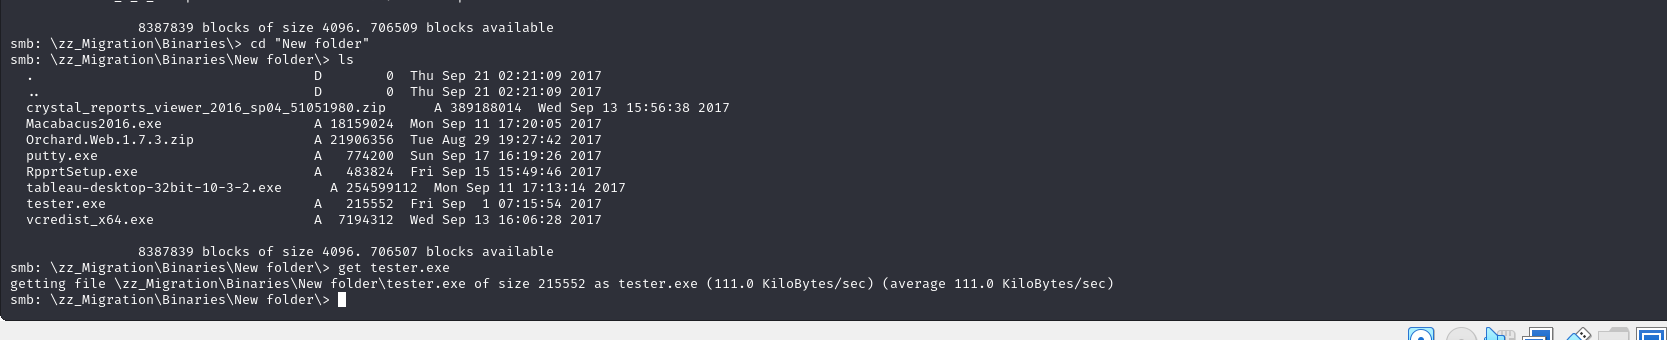 8387839 blocks of size 4096. 706509 blocks available
smb: \zz_Migration\Binaries\> cd "New folder"
smb: \zz_Migration\Binaries\New folder\> ls
. D 0 Thu Sep 21 02:21:09 2017
.. D 0 Thu Sep 21 02:21:09 2017
crystal_reports_viewer_2016_sp04_51051980.zip A 389188014 Wed Sep 13 15:56:38 2017
Macabacus2016.exe A 18159024 Mon Sep 11 17:20:05 2017
Orchard.Web.1.7.3.zip A 21906356 Tue Aug 29 19:27:42 2017
putty.exe A 774200 Sun Sep 17 16:19:26 2017
RpprtSetup.exe A 483824 Fri Sep 15 15:49:46 2017
tableau-desktop-32bit-10-3-2.exe A 254599112 Mon Sep 11 17:13:14 2017
tester.exe A 215552 Fri Sep 1 07:15:54 2017
vcredist_x64.exe A 7194312 Wed Sep 13 16:06:28 2017
8387839 blocks of size 4096. 706507 blocks available
smb: \zz_Migration\Binaries\New folder\> get tester.exe
getting file \zz_Migration\Binaries\New folder\tester.exe of size 215552 as tester.exe (111.0 KiloBytes/sec) (average 111.0 KiloBytes/sec)
smb: \zz_Migration\Binaries\New folder\>